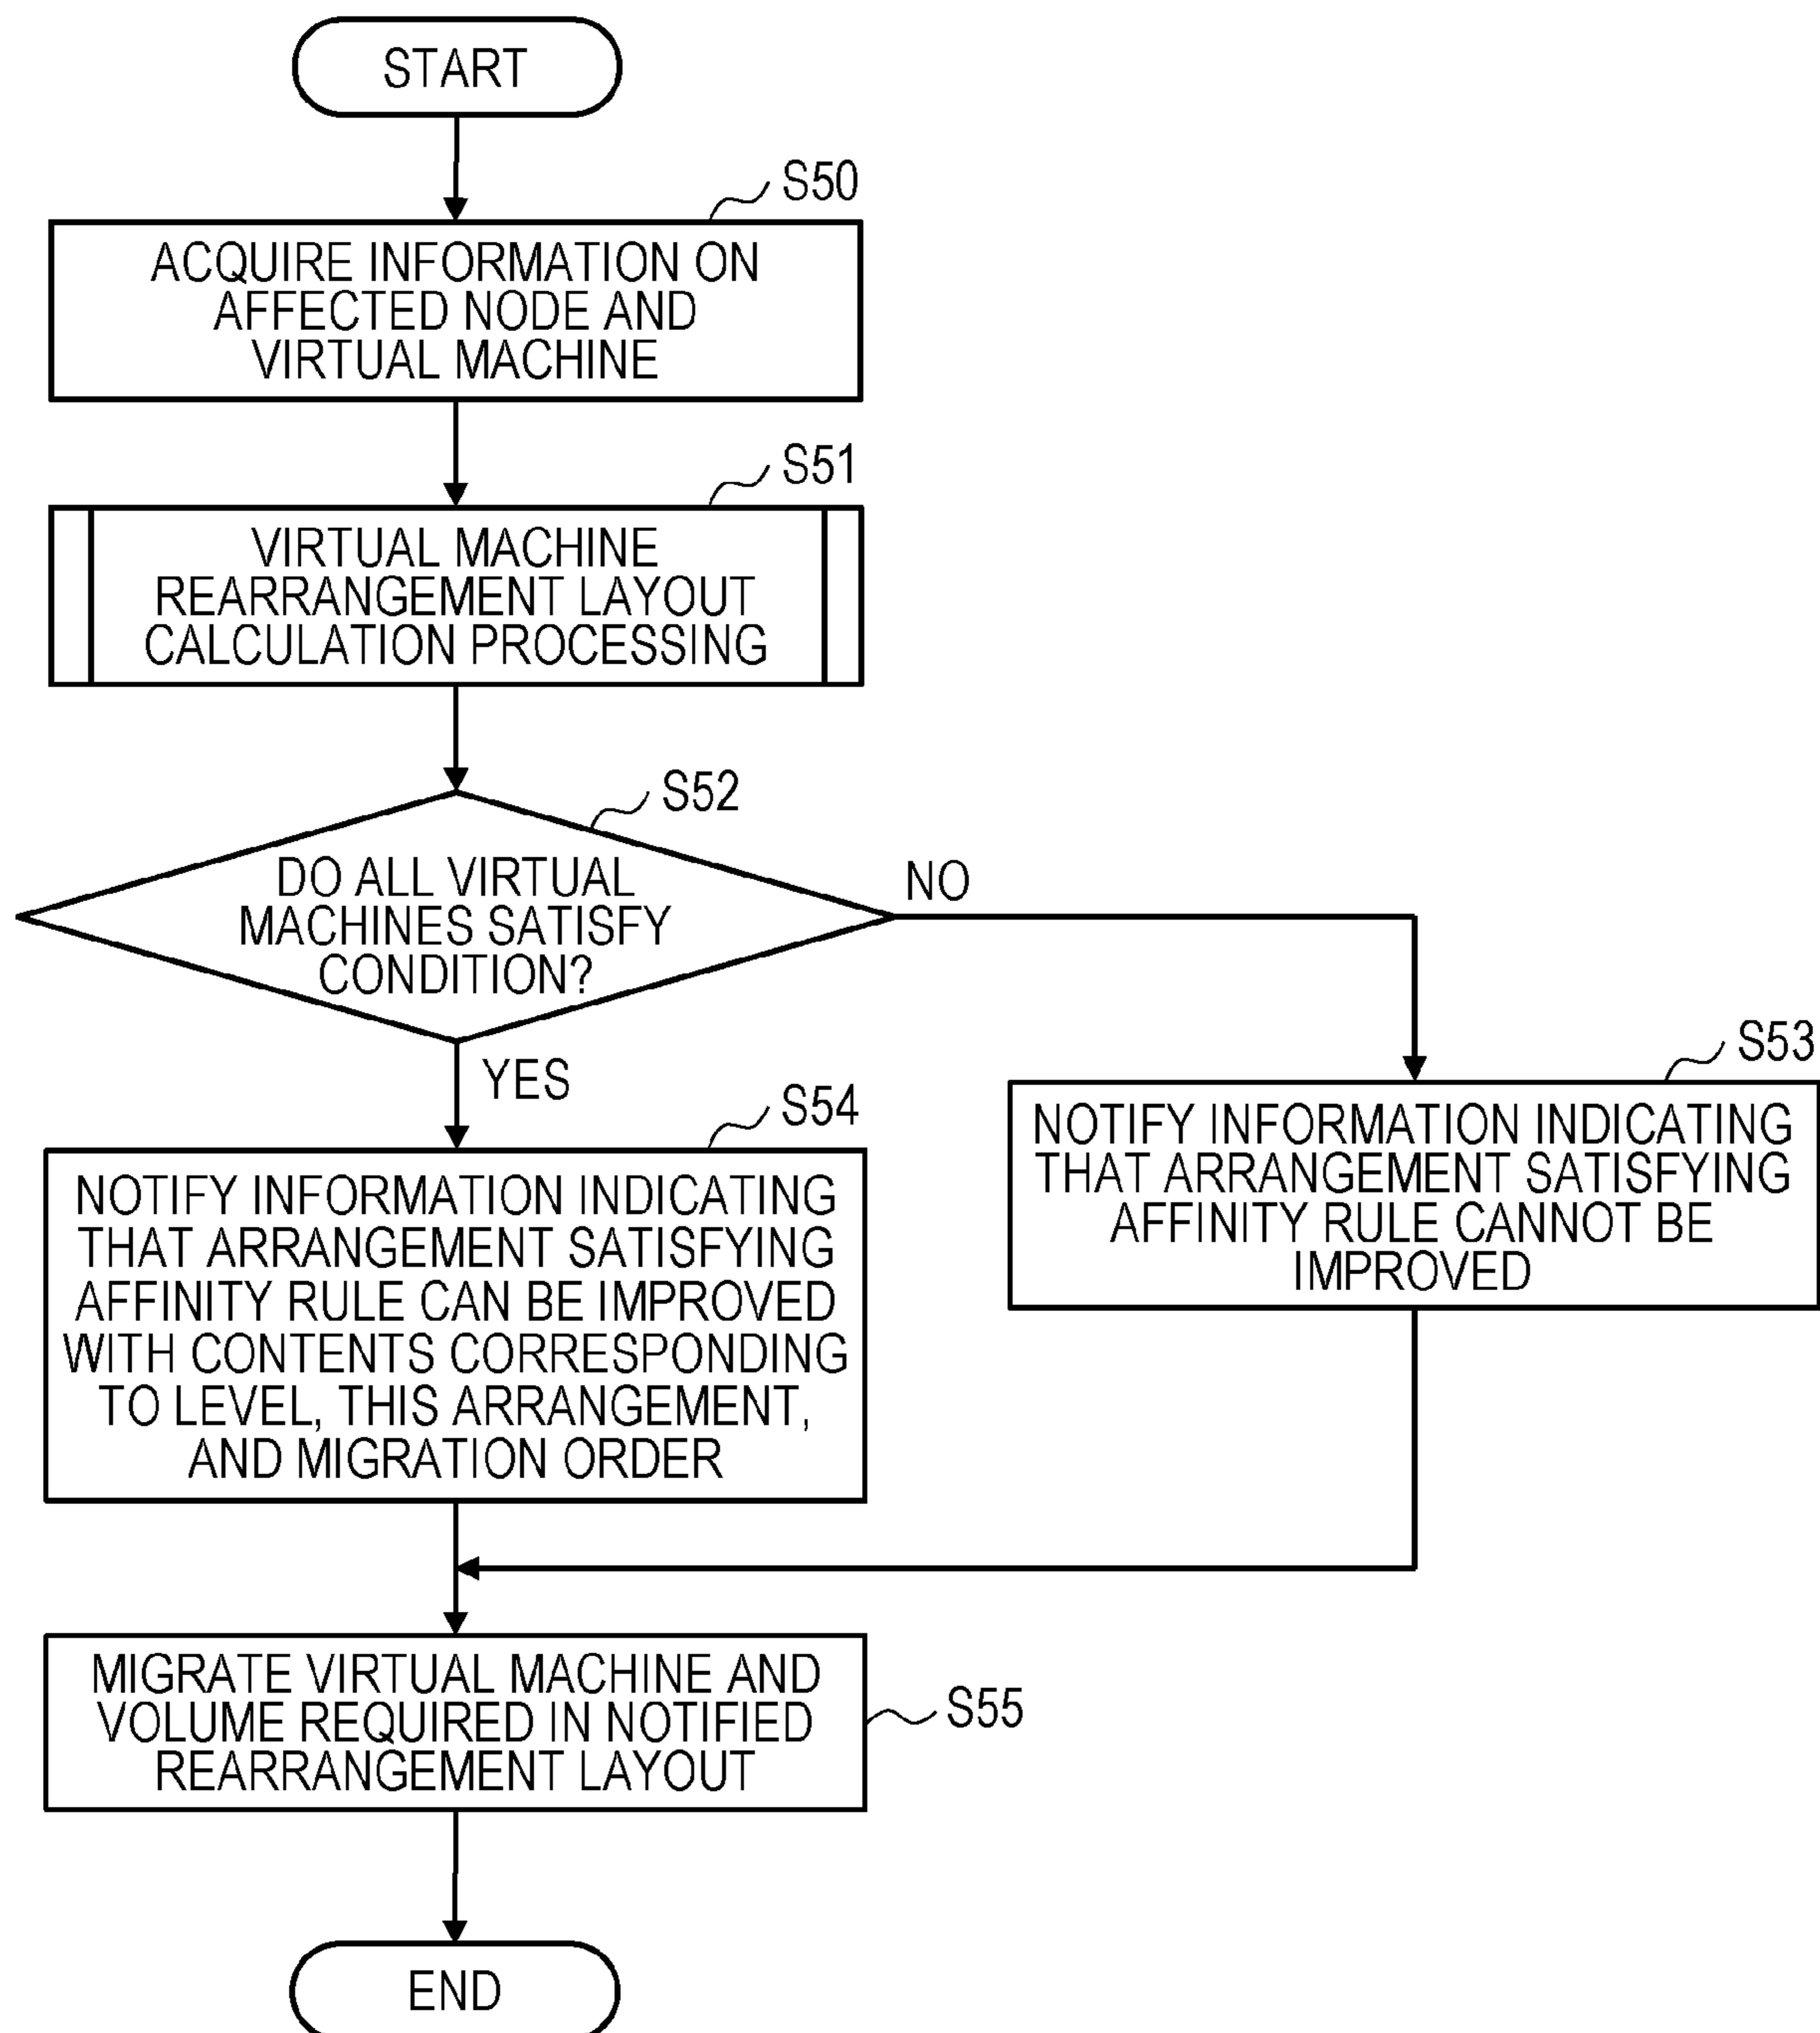 START
S50
ACQUIRE INFORMATION ON
AFFECTED NODE AND
VIRTUAL MACHINE
S51
VIRTUAL MACHINE
REARRANGEMENT LAYOUT
CALCULATION PROCESSING
S52
DO ALL VIRTUAL
MACHINES SATISFY
CONDITION?
NO
YES
S53
NOTIFY INFORMATION INDICATING
THAT ARRANGEMENT SATISFYING
AFFINITY RULE CANNOT BE
IMPROVED
S54
NOTIFY INFORMATION INDICATING
THAT ARRANGEMENT SATISFYING
AFFINITY RULE CAN BE IMPROVED
WITH CONTENTS CORRESPONDING
TO LEVEL, THIS ARRANGEMENT,
AND MIGRATION ORDER
MIGRATE VIRTUAL MACHINE AND
VOLUME REQUIRED IN NOTIFIED
REARRANGEMENT LAYOUT
S55
END